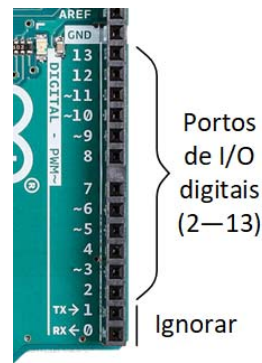 AREF
GND
13
12
~11
~10
~9
8
7
~6
~5
4
~3
2
TX→1
RX←0
DIGITAL - PWM~
®
Portos
de I/O
digitais
(2—13)
Ignorar